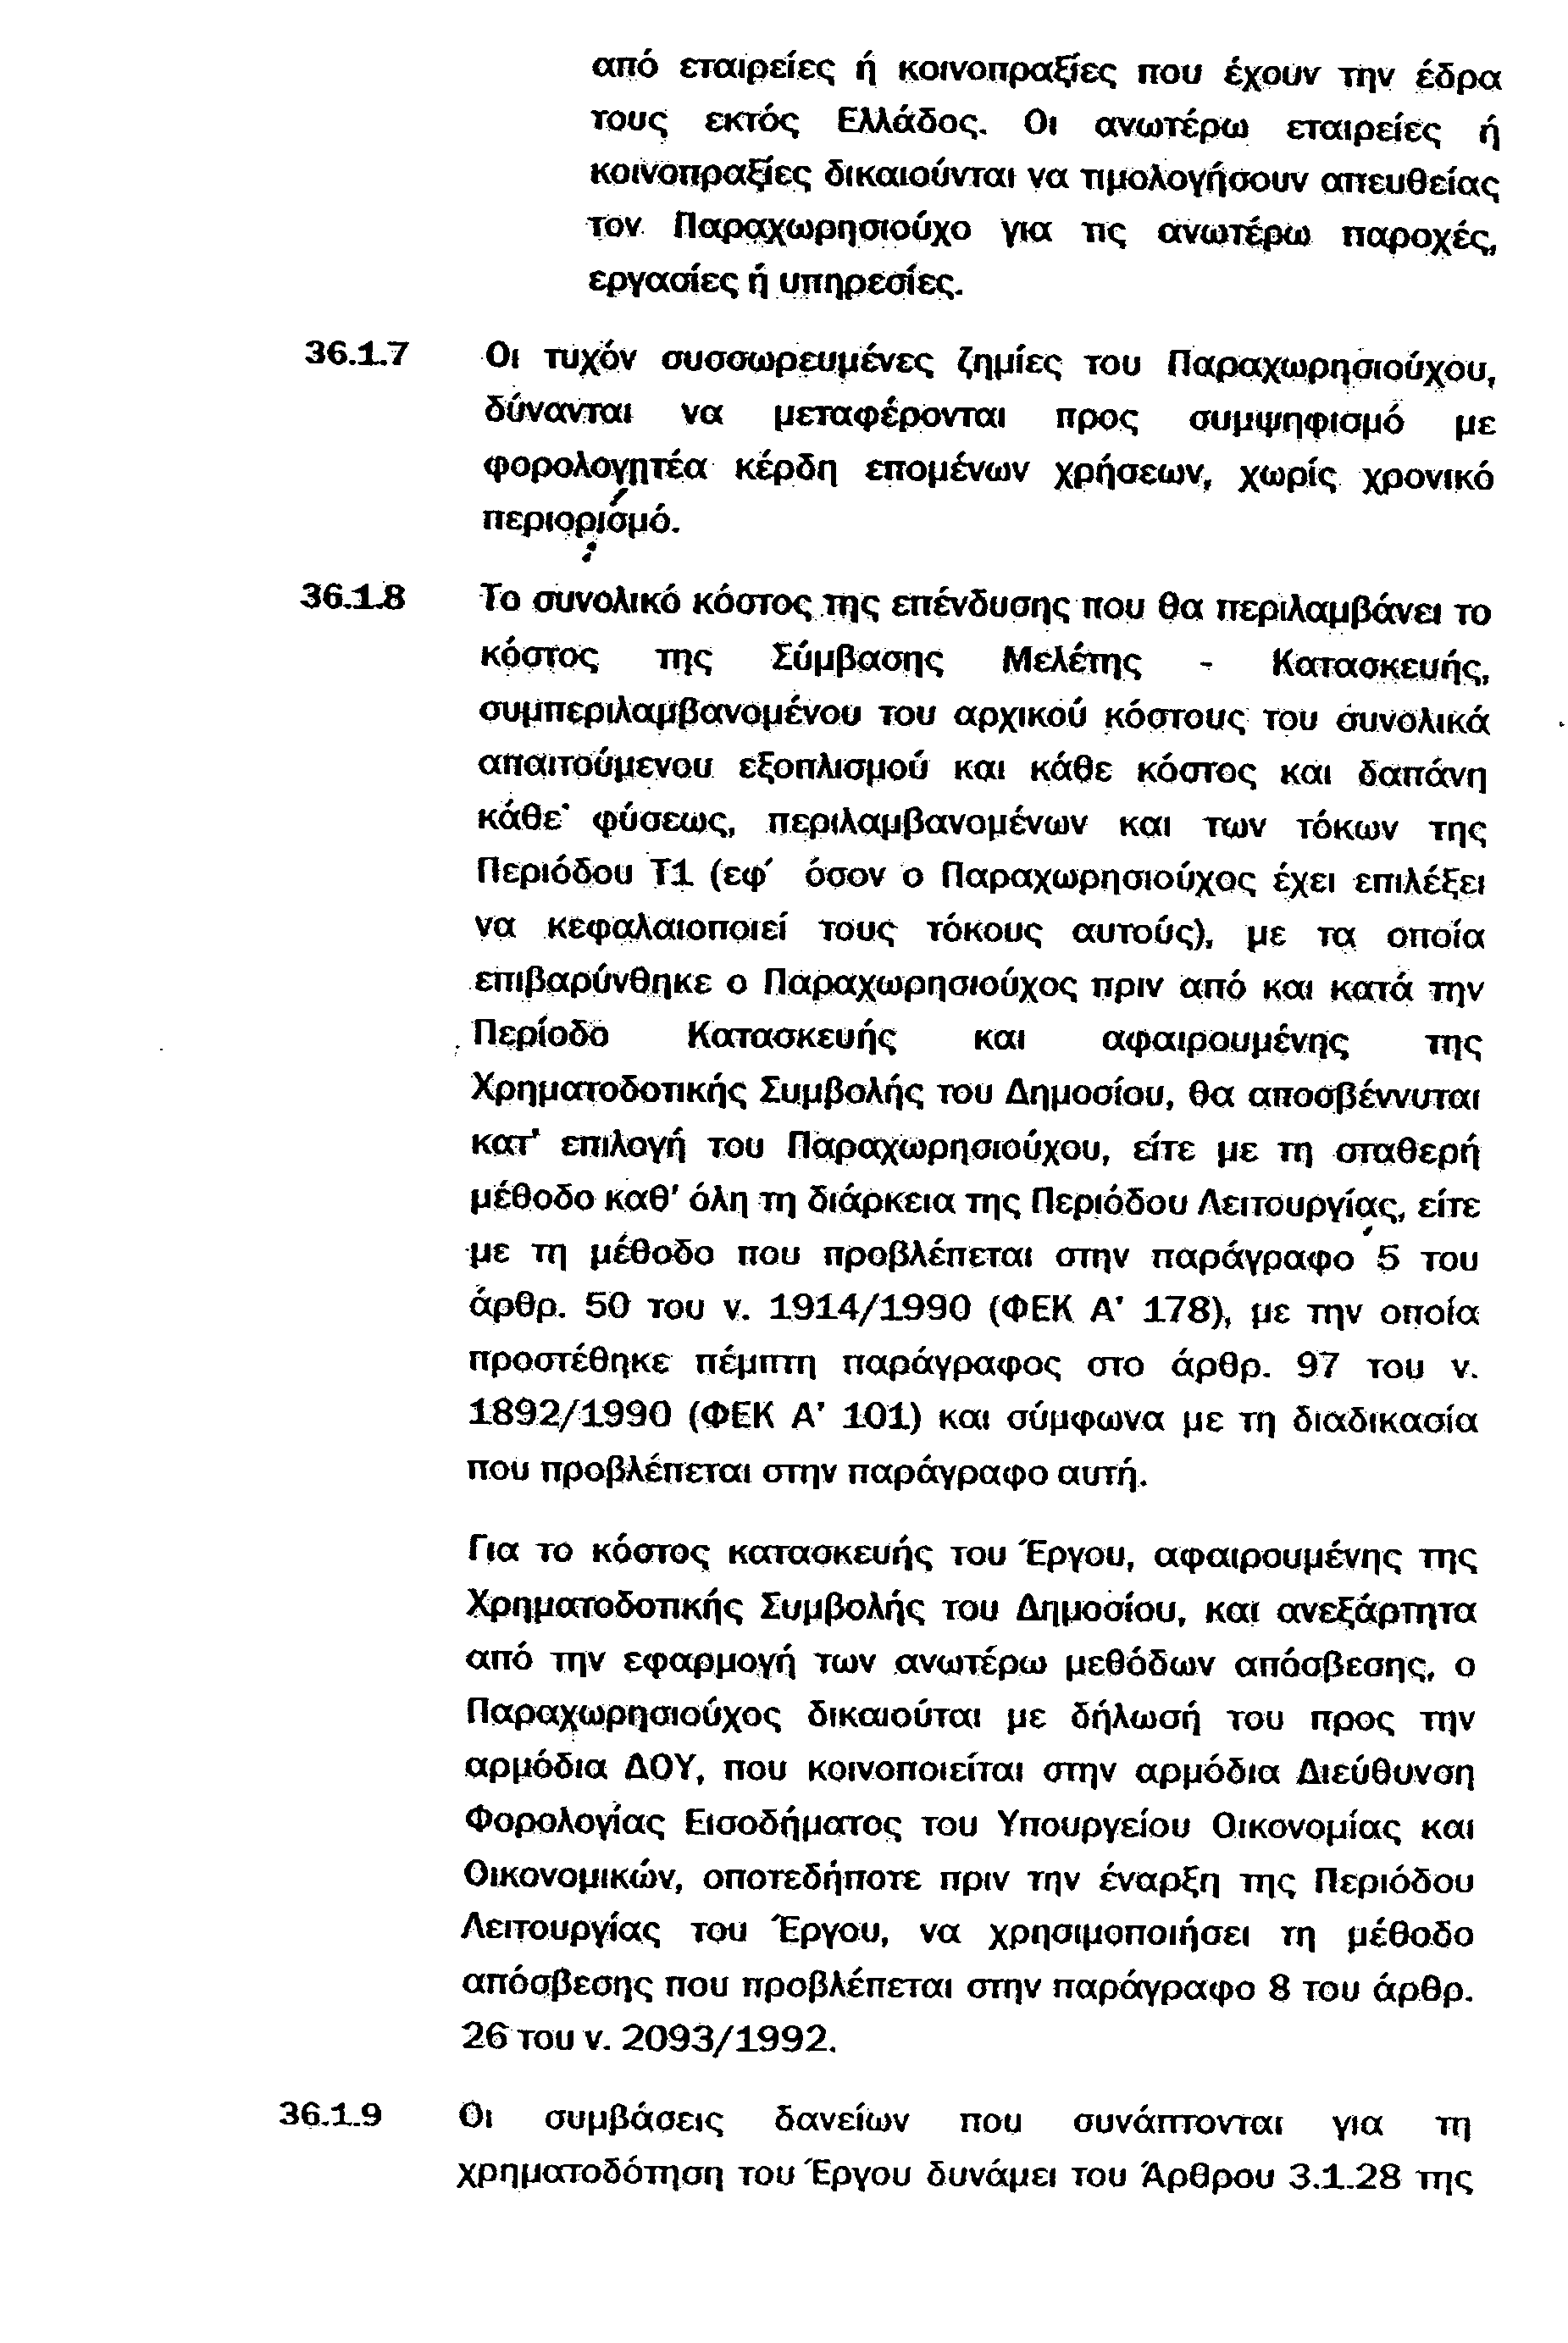 από εταιρείες ή κοινοπραξίες που έχουν την έδρα
τους εκτός Ελλάδος. Οι ανωτέρω εταιρείες ή
κοινοπραξίες δικαιούνται να τιμολογήσουν απευθείας
τον Παραχωρησιούχο για τις ανωτέρω παροχές,
εργασίες ή υπηρεσίες.
36.1.7 Οι τυχόν συσσωρευμένες ζημίες του Παραχωρησιούχου,
δύνανται να μεταφέρονται προς συμψηφισμό με
φορολογητέα κέρδη επομένων χρήσεων, χωρίς χρονικό
περιορισμό.
36.1.8 Το συνολικό κόστος της επένδυσης που θα περιλαμβάνει το
κόστος της Σύμβασης Μελέτης - Κατασκευής,
συμπεριλαμβανομένου του αρχικού κόστους του συνολικά
απαιτούμενου εξοπλισμού και κάθε κόστος και δαπάνη
κάθε φύσεως, περιλαμβανομένων και των τόκων της
Περιόδου Τ1 (εφ' όσον ο Παραχωρησιούχος έχει επιλέξει
να κεφαλαιοποιεί τους τόκους αυτούς), με τα οποία
επιβαρύνθηκε ο Παραχωρησιούχος πριν από και κατά την
Περίοδο Κατασκευής και αφαιρουμένης της
Χρηματοδοτικής Συμβολής του Δημοσίου, θα αποσβέννυται
κατ' επιλογή του Παραχωρησιούχου, είτε με τη σταθερή
μέθοδο καθ' όλη τη διάρκεια της Περιόδου Λειτουργίας, είτε
με τη μέθοδο που προβλέπεται στην παράγραφο 5 του
άρθρ. 50 του ν. 1914/1990 (ΦΕΚ Α' 178), με την οποία
προστέθηκε πέμπτη παράγραφος στο άρθρ. 97 του ν.
1892/1990 (ΦΕΚ Α' 101) και σύμφωνα με τη διαδικασία
που προβλέπεται στην παράγραφο αυτή.
Για το κόστος κατασκευής του Έργου, αφαιρουμένης της
Χρηματοδοτικής Συμβολής του Δημοσίου, και ανεξάρτητα
από την εφαρμογή των ανωτέρω μεθόδων απόσβεσης, ο
Παραχωρησιούχος δικαιούται με δήλωσή του προς την
αρμόδια ΔΟΥ, που κοινοποιείται στην αρμόδια Διεύθυνση
Φορολογίας Εισοδήματος του Υπουργείου Οικονομίας και
Οικονομικών, οποτεδήποτε πριν την έναρξη της Περιόδου
Λειτουργίας του Έργου, να χρησιμοποιήσει τη μέθοδο
απόσβεσης που προβλέπεται στην παράγραφο 8 του άρθρ.
26 του ν. 2093/1992.
36.1.9 Οι συμβάσεις δανείων που συνάπτονται για τη
χρηματοδότηση του Έργου δυνάμει του Άρθρου 3.1.28 της